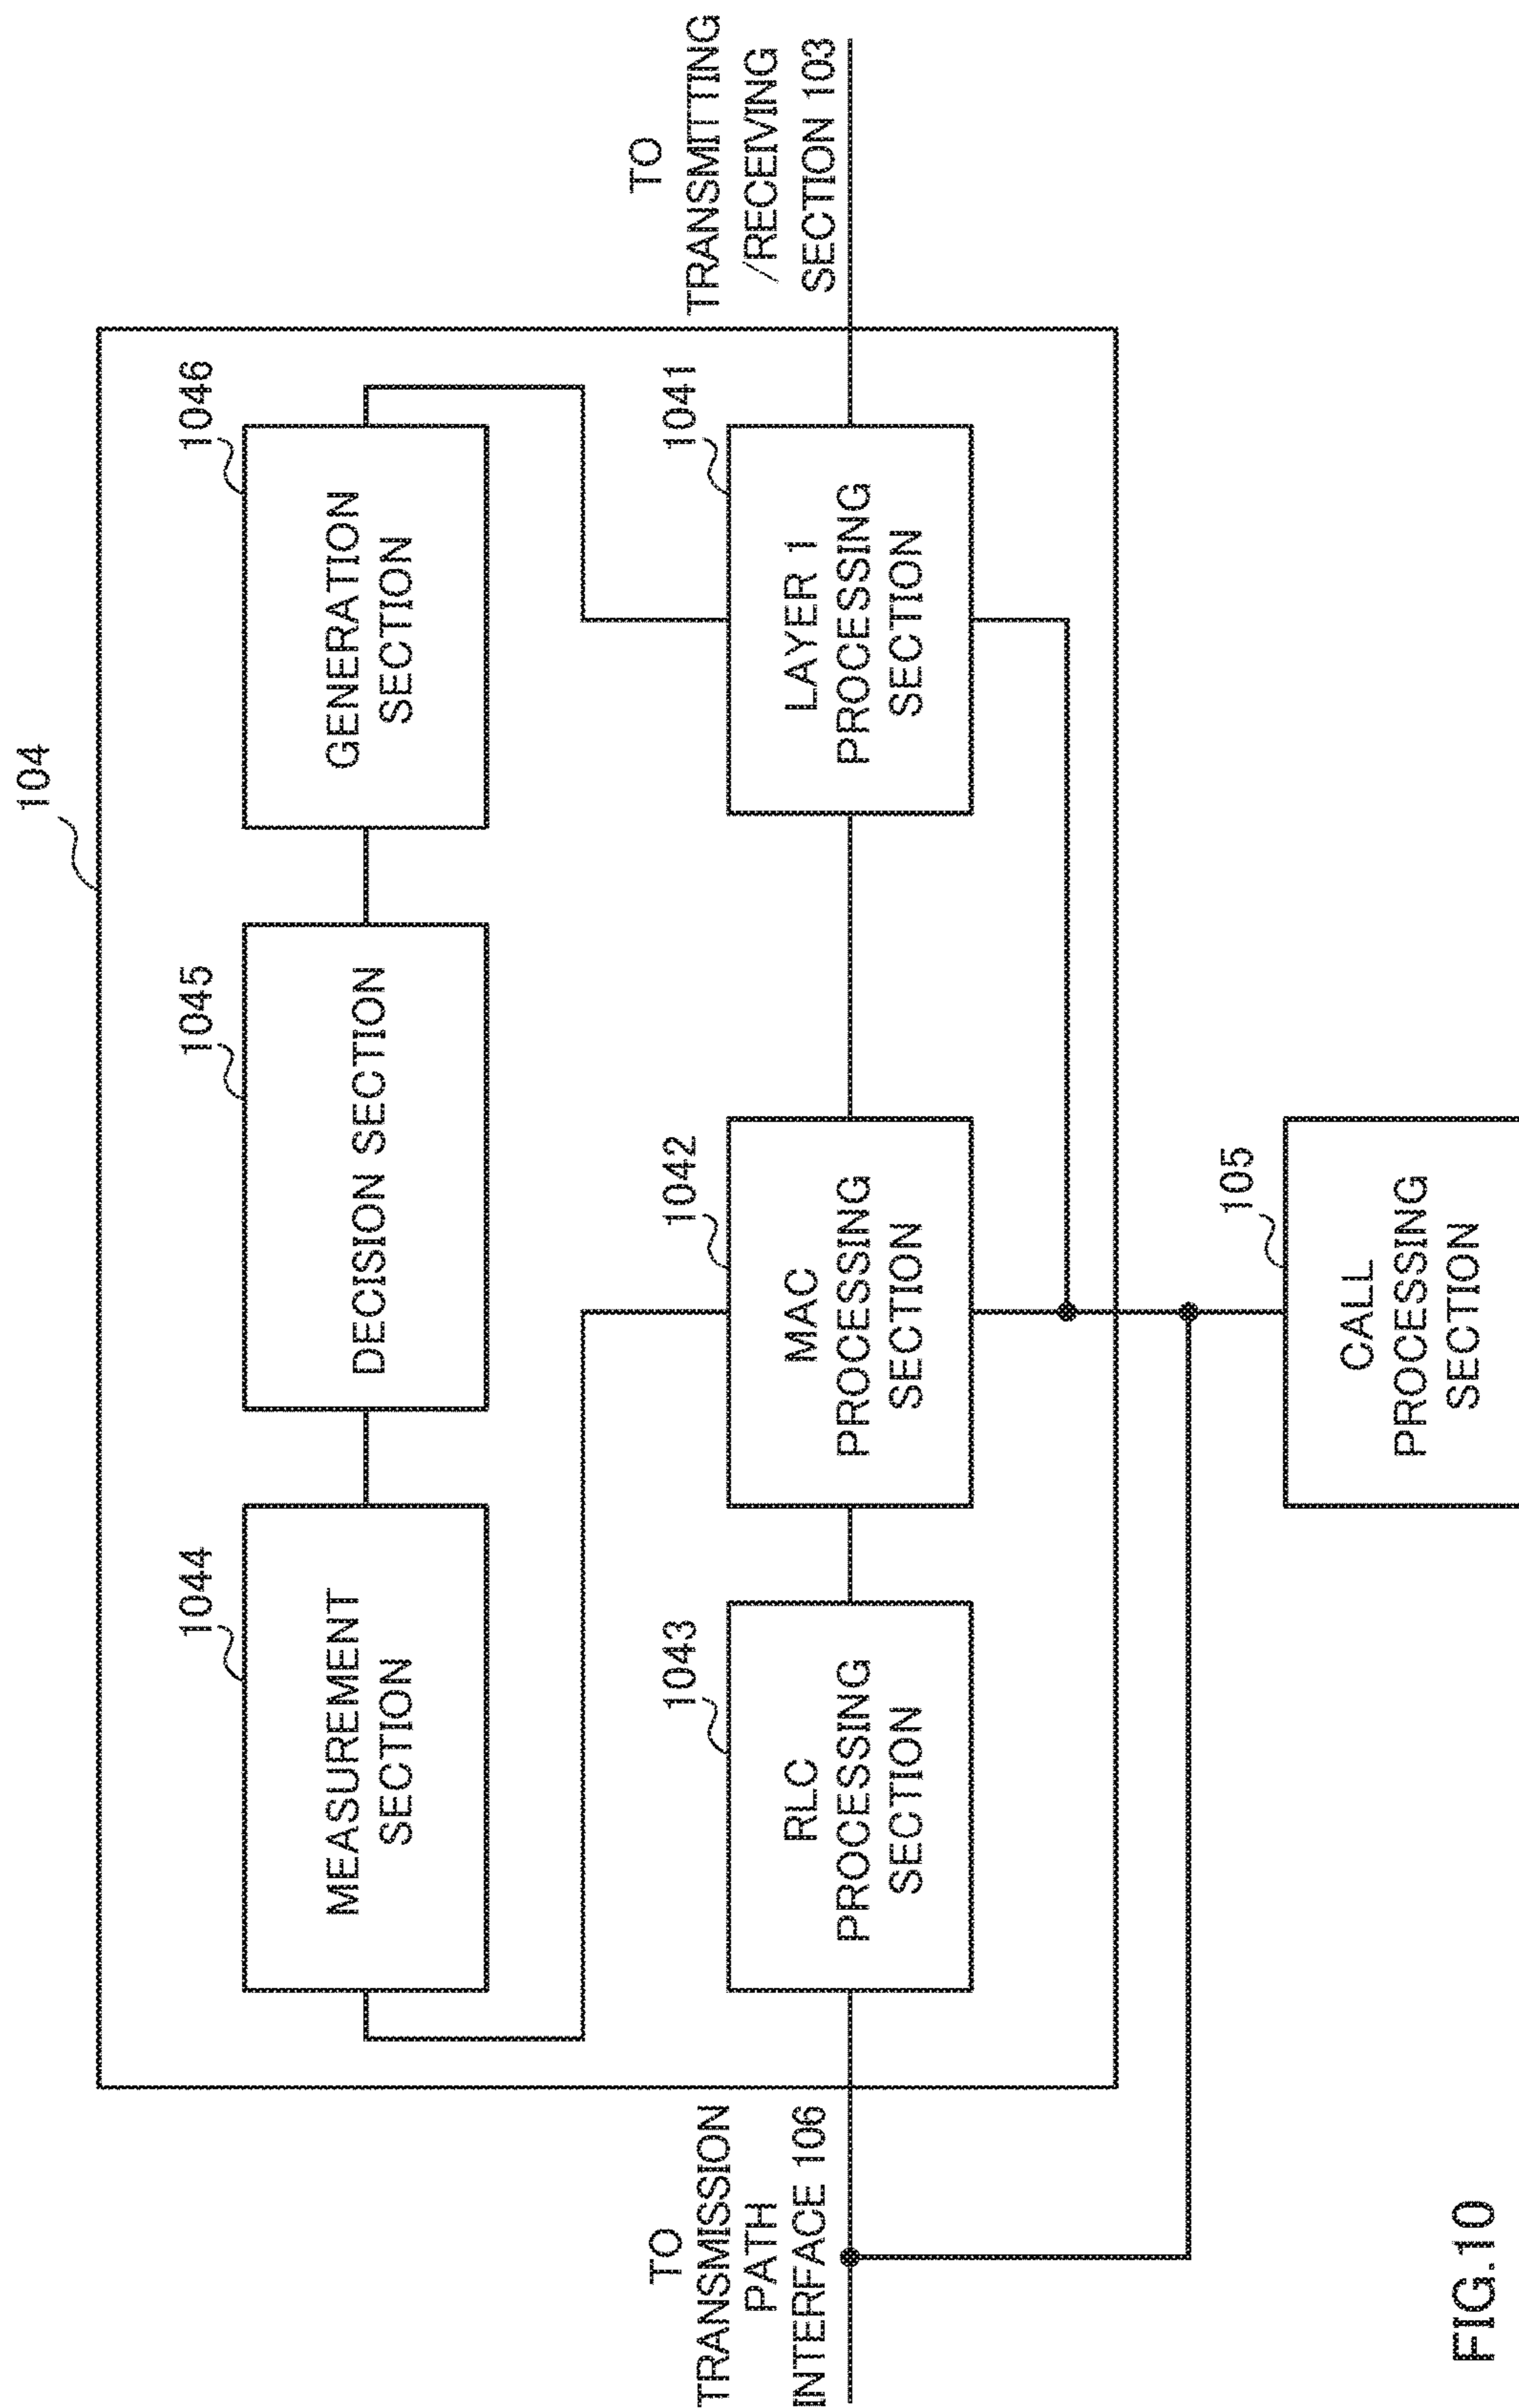 104
1044
MEASUREMENT
SECTION
1045
DECISION SECTION
1046
GENERATION
SECTION
TO
TRANSMISSION
PATH
INTERFACE 106
1043
RLC
PROCESSING
SECTION
1042
MAC
PROCESSING
SECTION
1041
LAYER 1
PROCESSING
SECTION
TO
TRANSMITTING
/RECEIVING
SECTION 103
105
CALL
PROCESSING
SECTION
FIG.10